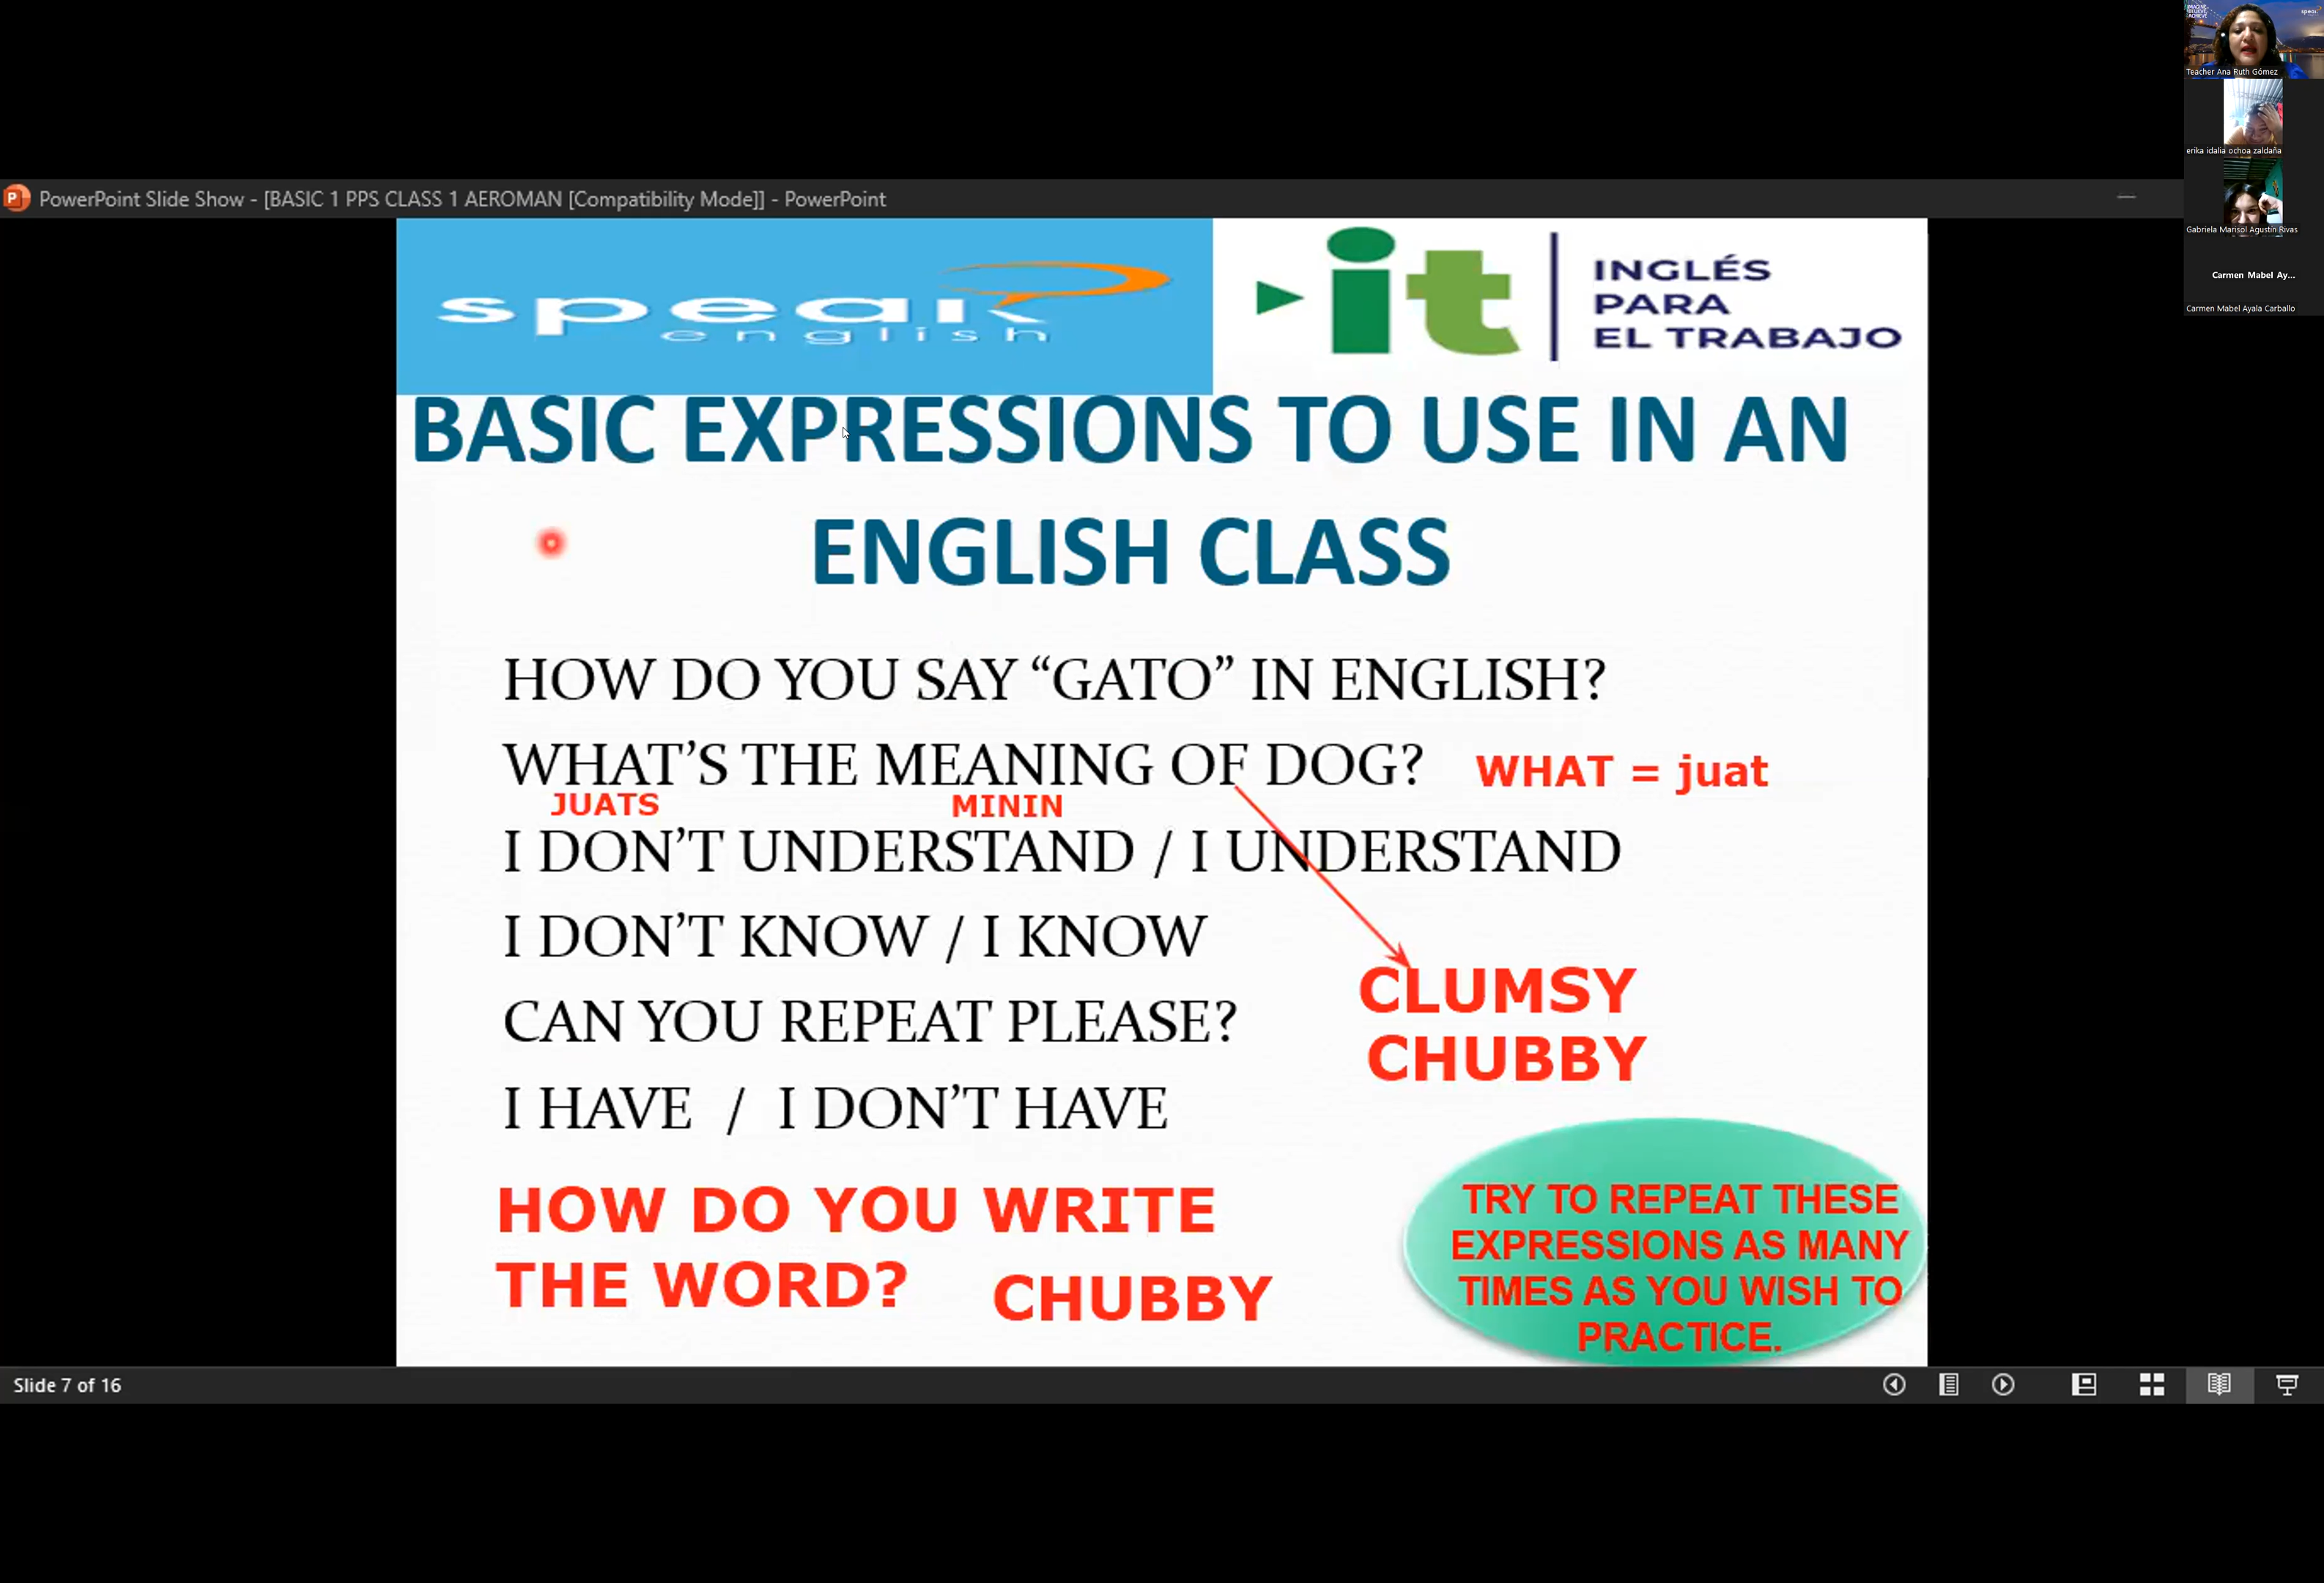 PowerPoint Slide Show - [BASIC 1 PPS CLASS 1 AEROMAN [Compatibility Mode]] - PowerPoint
speak
english
it
INGLÉS
PARA
EL TRABAJO
BASIC EXPRESSIONS TO USE IN AN
ENGLISH CLASS
HOW DO YOU SAY “GATO” IN ENGLISH?
WHAT’S THE MEANING OF DOG? WHAT = juat
JUATS MININ
I DON’T UNDERSTAND / I UNDERSTAND
I DON’T KNOW / I KNOW
CLUMSY
CAN YOU REPEAT PLEASE?
CHUBBY
I HAVE / I DON’T HAVE
HOW DO YOU WRITE
THE WORD? CHUBBY
TRY TO REPEAT THESE
EXPRESSIONS AS MANY
TIMES AS YOU WISH TO
PRACTICE.
Slide 7 of 16
Teacher Ana Ruth Gómez
erika idalia ochoa zaldaña
Gabriela Marisol Agustin Rivas
Carmen Mabel Ay...
Carmen Mabel Ayala Carballo